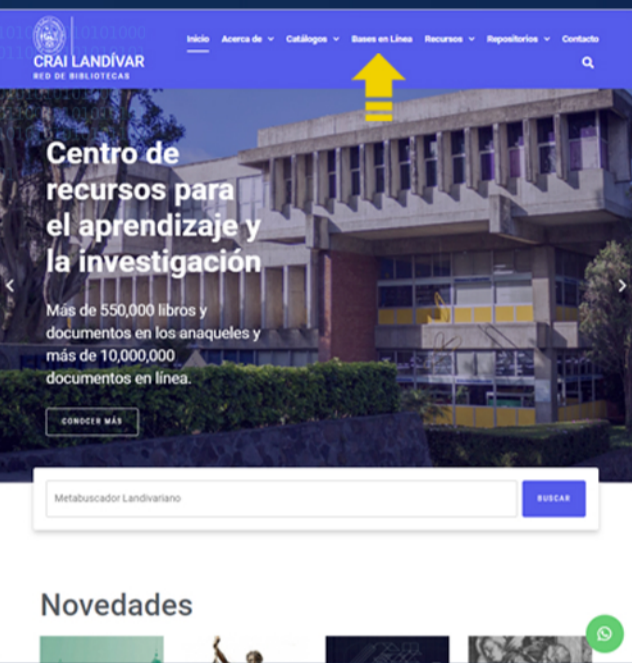 Inicio Acerca de Catálogos Bases en Línea Recursos Repositorios Contacto
CRAI LANDÍVAR
RED DE BIBLIOTECAS
Centro de
recursos para
el aprendizaje y
la investigación
Más de 550,000 libros y
documentos en los anaqueles y
más de 10,000,000
documentos en línea.
CONOCER MÁS
Metabuscador Landivariano
BUSCAR
Novedades